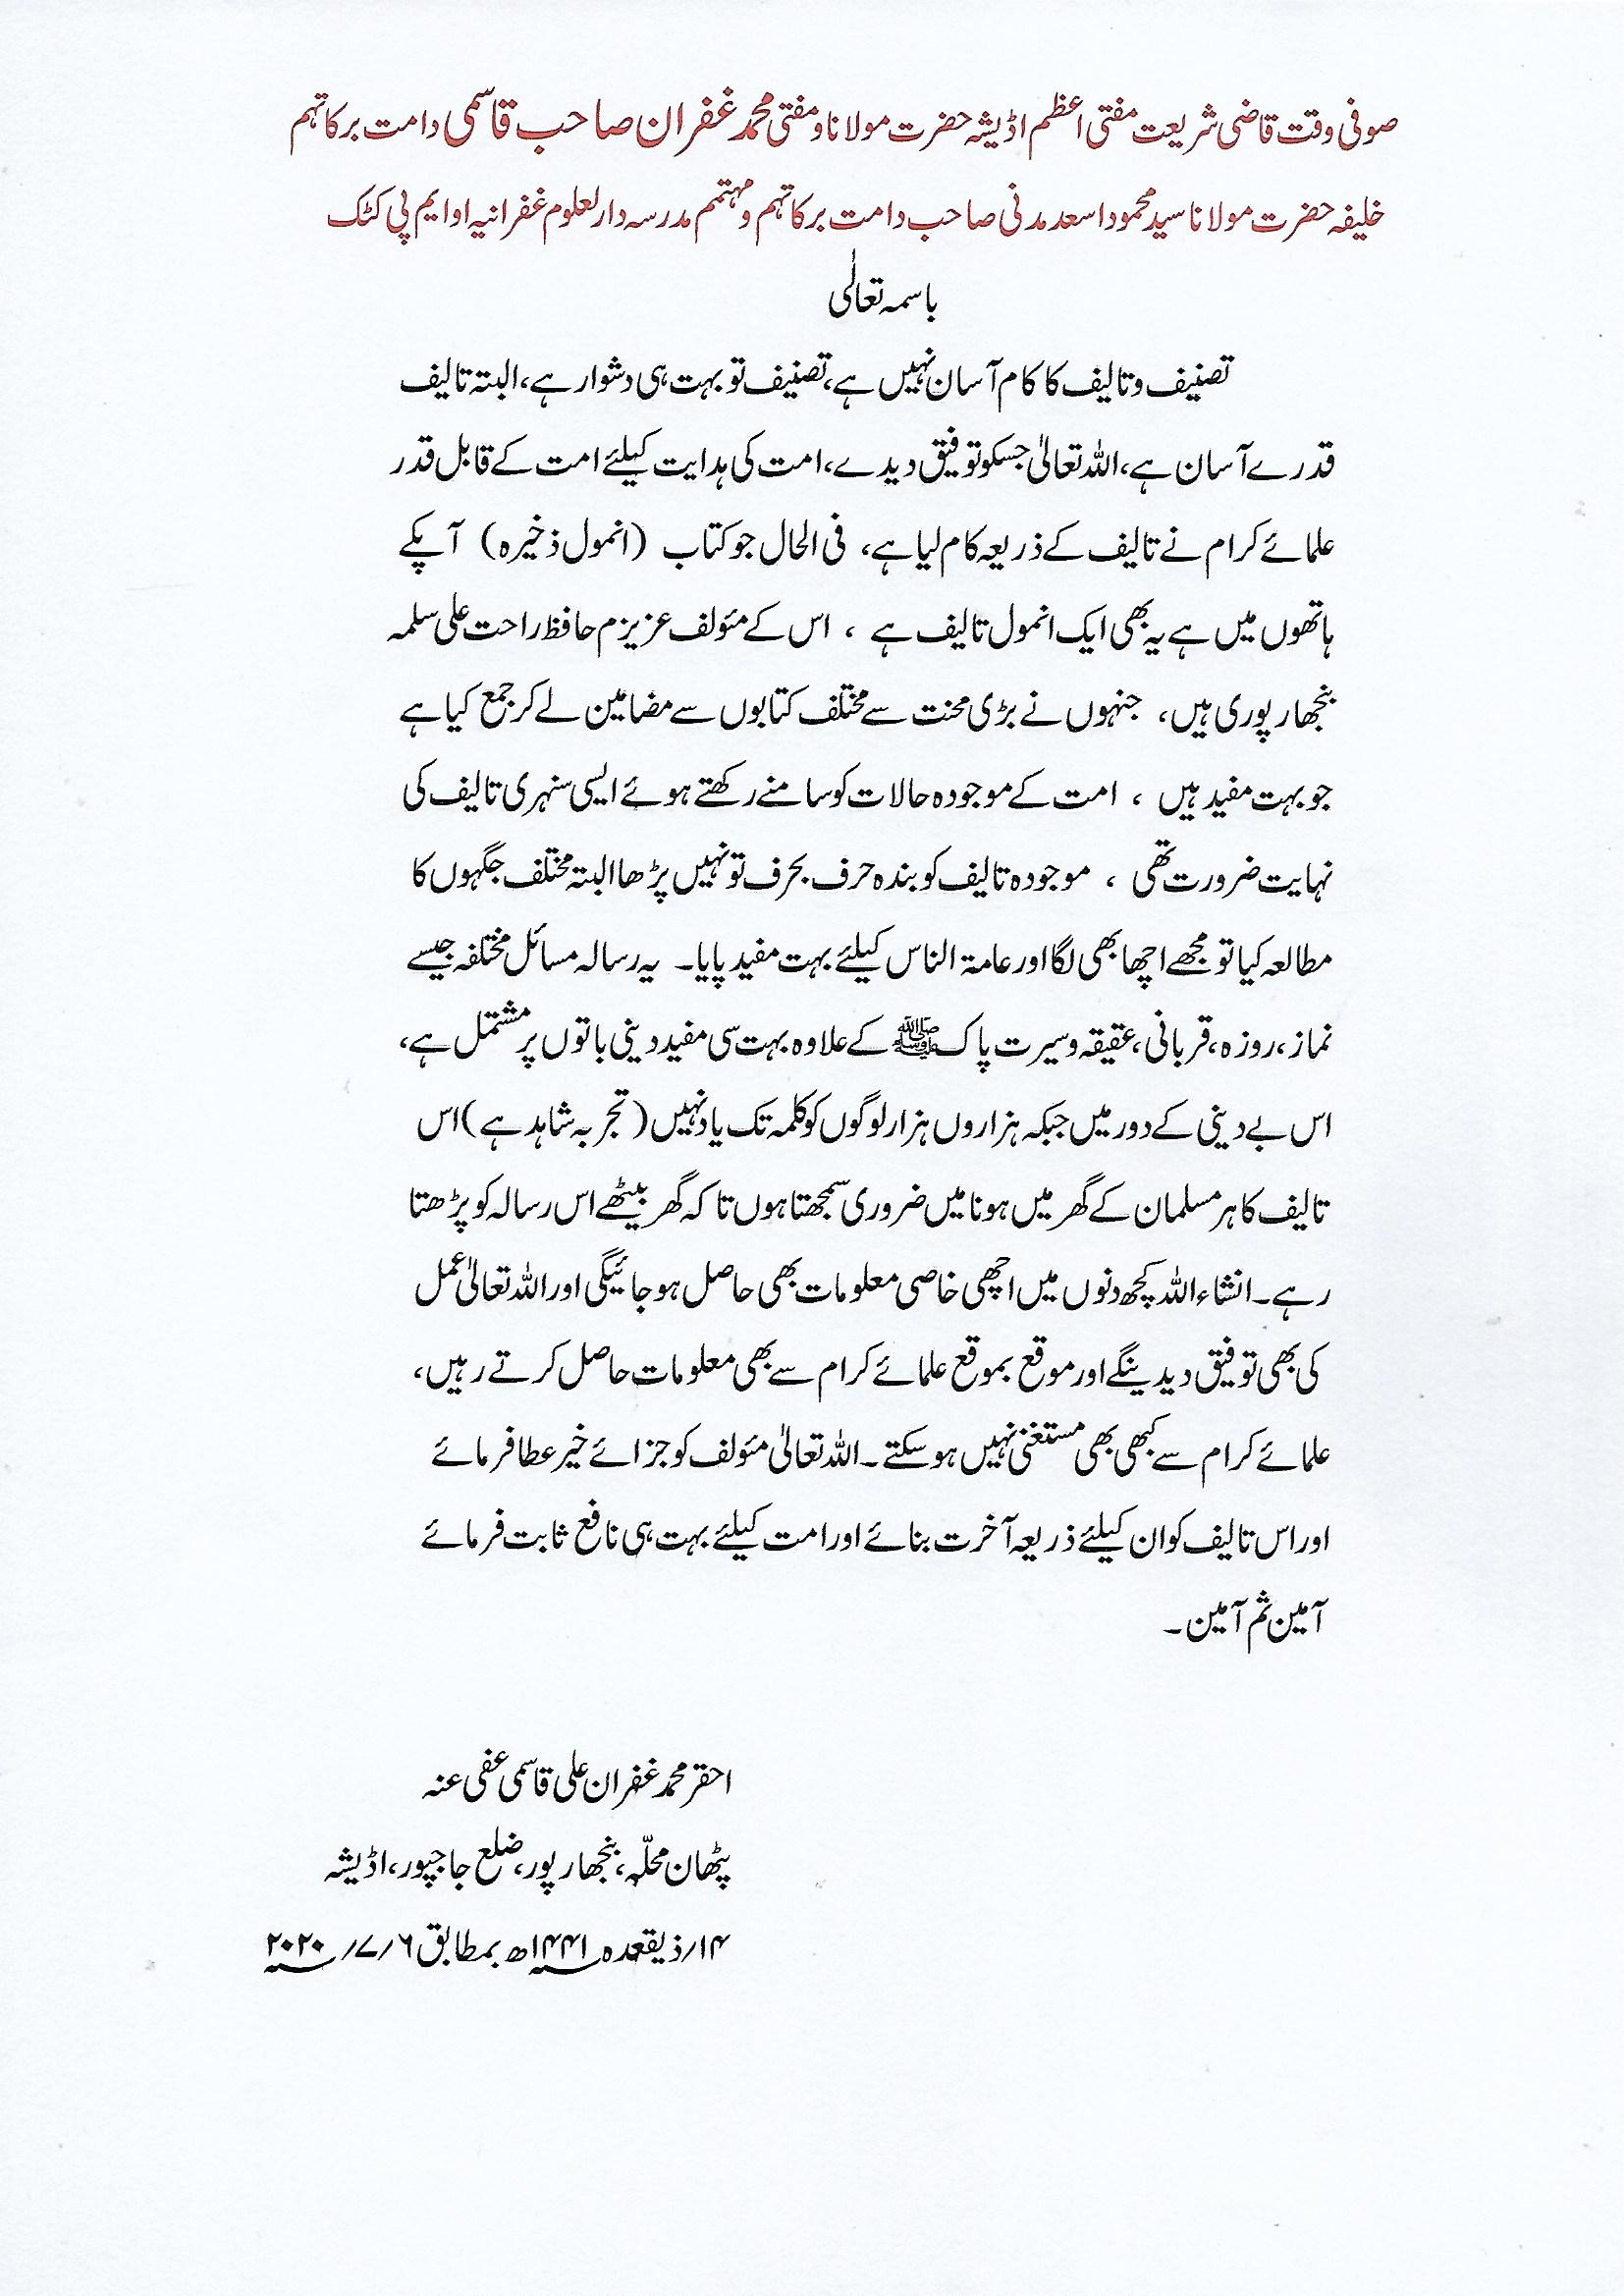 صوفی وقت قاضی شریعت مفتی اعظم اڈیشہ حضرت مولانا و مفتی محمد غفران صاحب قاسمی دامت برکاتہم
خلیفہ حضرت مولانا سید محمود اسعد مدنی صاحب دامت برکاتہم و مہتمم مدرسہ دارلعلوم غفرانیہ او ایم پی کٹک
باسمہ تعالٰی
تصنیف و تالیف کا کام آسان نہیں ہے، تصنیف تو بہت ہی دشوار ہے، البتہ تالیف
قدرے آسان ہے، اللہ تعالیٰ جسکو توفیق دیدے، امت کی ہدایت کیلئے امت کے قابل قدر
علمائے کرام نے تالیف کے ذریعہ کام لیا ہے، فی الحال جو کتاب (انمول ذخیرہ) آپکے
ہاتھوں میں ہے یہ بھی ایک انمول تالیف ہے ، اس کے مئولف عزیزم حافظ راحت علی سلمہ
بنجھارپوری ہیں، جنہوں نے بڑی محنت سے مختلف کتابوں سے مضامین لے کر جمع کیا ہے
جو بہت مفید ہیں ، امت کے موجودہ حالات کو سامنے رکھتے ہوئے ایسی سنہری تالیف کی
نہایت ضرورت تھی ، موجودہ تالیف کو بندہ حرف بحرف تو نہیں پڑھا البتہ مختلف جگہوں کا
مطالعہ کیا تو مجھے اچھا بھی لگا اور عامۃ الناس کیلئے بہت مفید پایا۔ یہ رسالہ مسائل مختلفہ جیسے
نماز، روزہ، قربانی، عقیقہ و سیرت پاک ﷺ کے علاوہ بہت سی مفید دینی باتوں پر مشتمل ہے،
اس بے دینی کے دور میں جبکہ ہزاروں ہزار لوگوں کو کلمہ تک یاد نہیں (تجربہ شاہد ہے) اس
تالیف کا ہر مسلمان کے گھر میں ہونا میں ضروری سمجھتا ہوں تا کہ گھر بیٹھے اس رسالہ کو پڑھتا
رہے۔ انشاء اللہ کچھ دنوں میں اچھی خاصی معلومات بھی حاصل ہو جائیگی اور اللہ تعالیٰ عمل
کی بھی توفیق دیدینگے اور موقع بموقع علمائے کرام سے بھی معلومات حاصل کرتے رہیں،
علمائے کرام سے کبھی بھی مستغنی نہیں ہو سکتے۔ اللہ تعالیٰ مئولف کو جزائے خیر عطا فرمائے
اور اس تالیف کو ان کیلئے ذریعہ آخرت بنائے اور امت کیلئے بہت ہی نافع ثابت فرمائے
آمین ثم آمین۔
احقر محمد غفران علی قاسمی عفی عنہ
پٹھان محلّہ، بنجھارپور، ضلع جاجپور، اڈیشہ
۱۴/ذیقعدہ ۱۴۴۱ھ بمطابق ۶/۷/۲۰۲۰